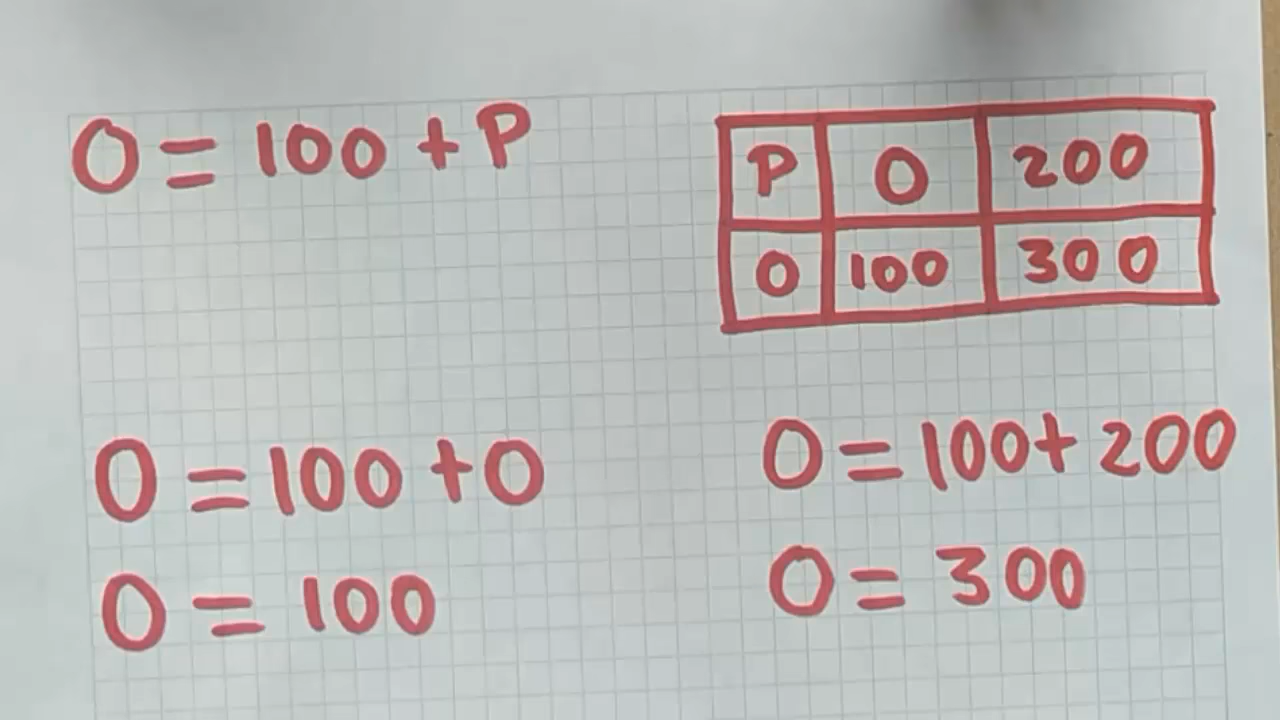 O = 100 + P
P 0 200
O 100 300
O = 100 + 0
O = 100
O = 100 + 200
O = 300